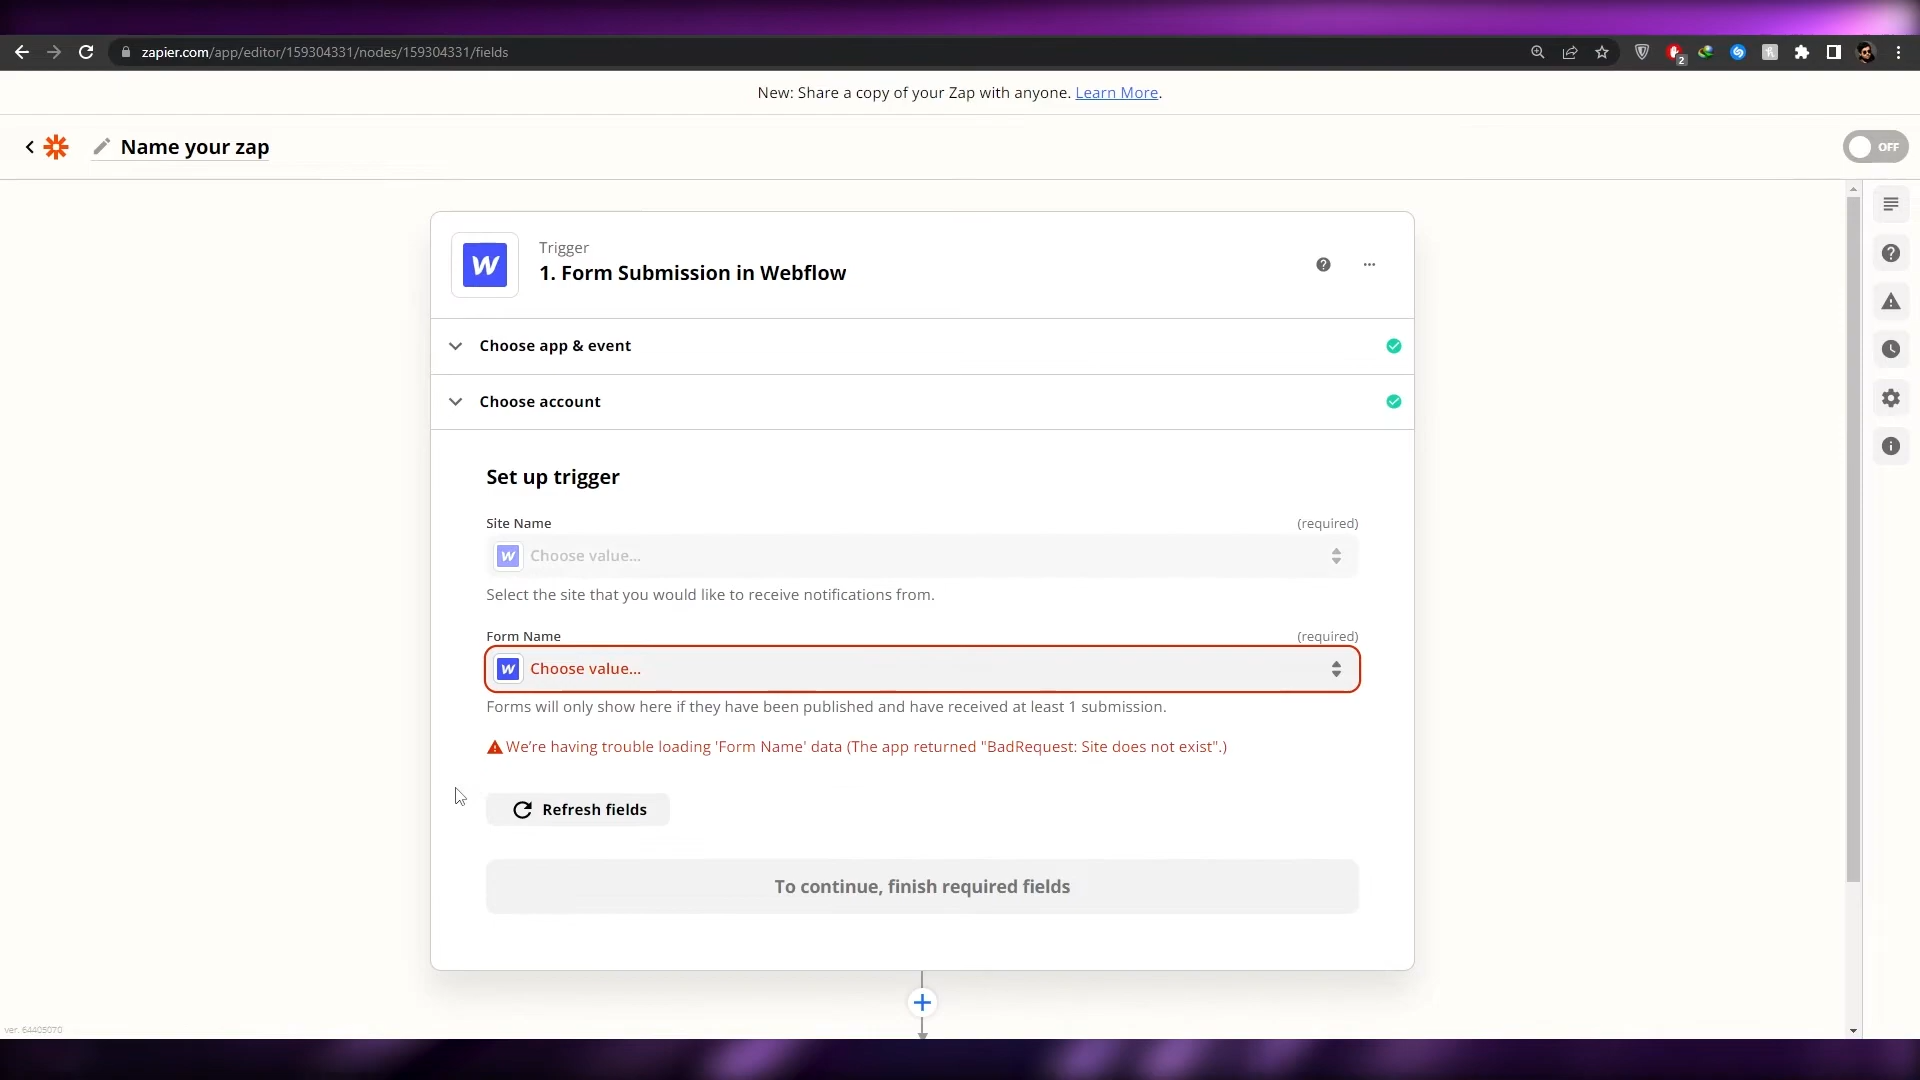 zapier.com/app/editor/159304331/nodes/159304331/fields
2
New: Share a copy of your Zap with anyone. Learn More.
Name your zap
OFF
W
Trigger
1. Form Submission in Webflow
Choose app & event
Choose account
Set up trigger
Site Name (required)
W Choose value...
Select the site that you would like to receive notifications from.
Form Name (required)
W Choose value...
Forms will only show here if they have been published and have received at least 1 submission.
We're having trouble loading 'Form Name' data (The app returned "BadRequest: Site does not exist".)
Refresh fields
To continue, finish required fields
ver. 64405070